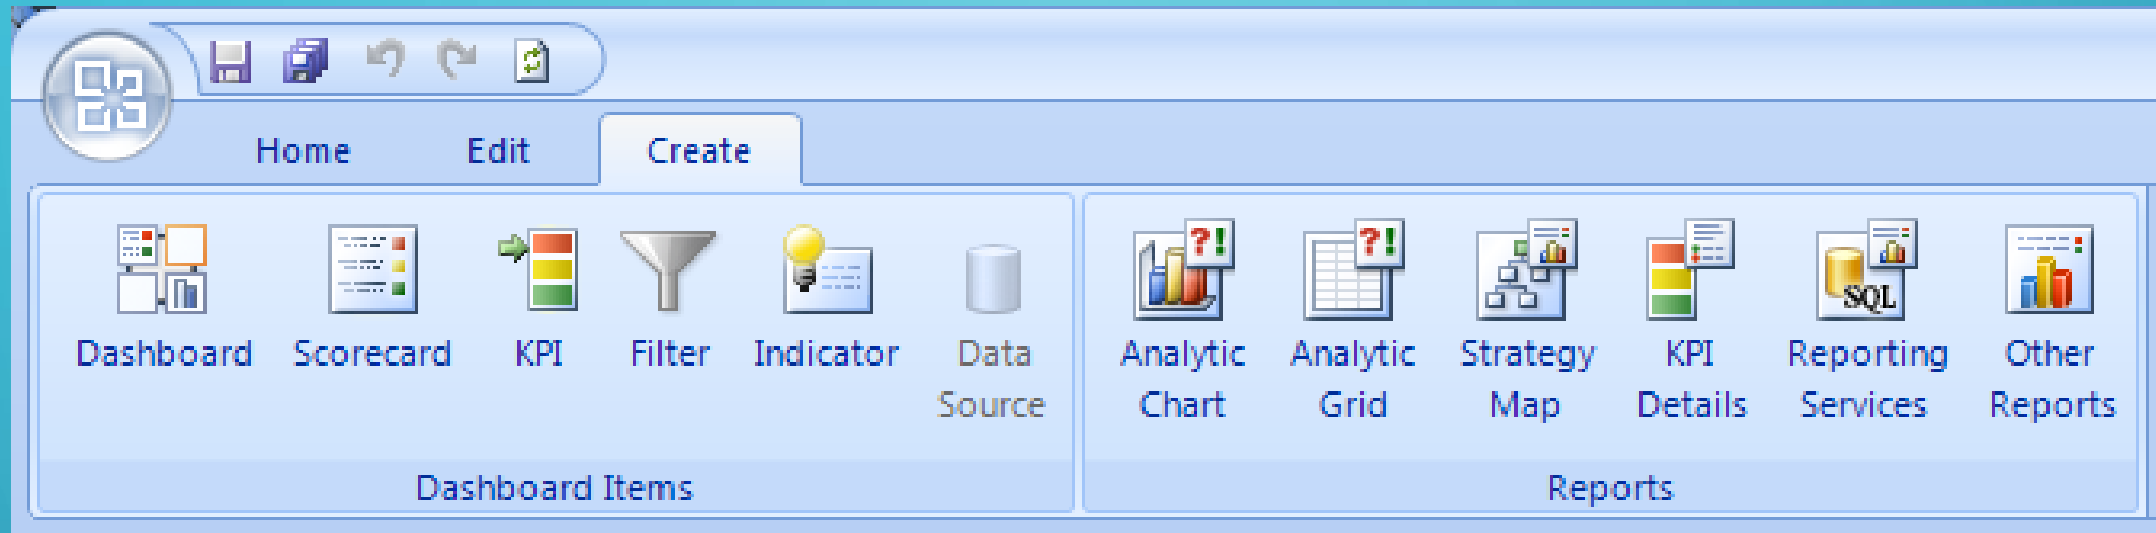 Home Edit Create
Dashboard Scorecard KPI Filter Indicator Data Source
Analytic Chart Analytic Grid Strategy Map KPI Details SQL Reporting Services Other Reports
Dashboard Items Reports